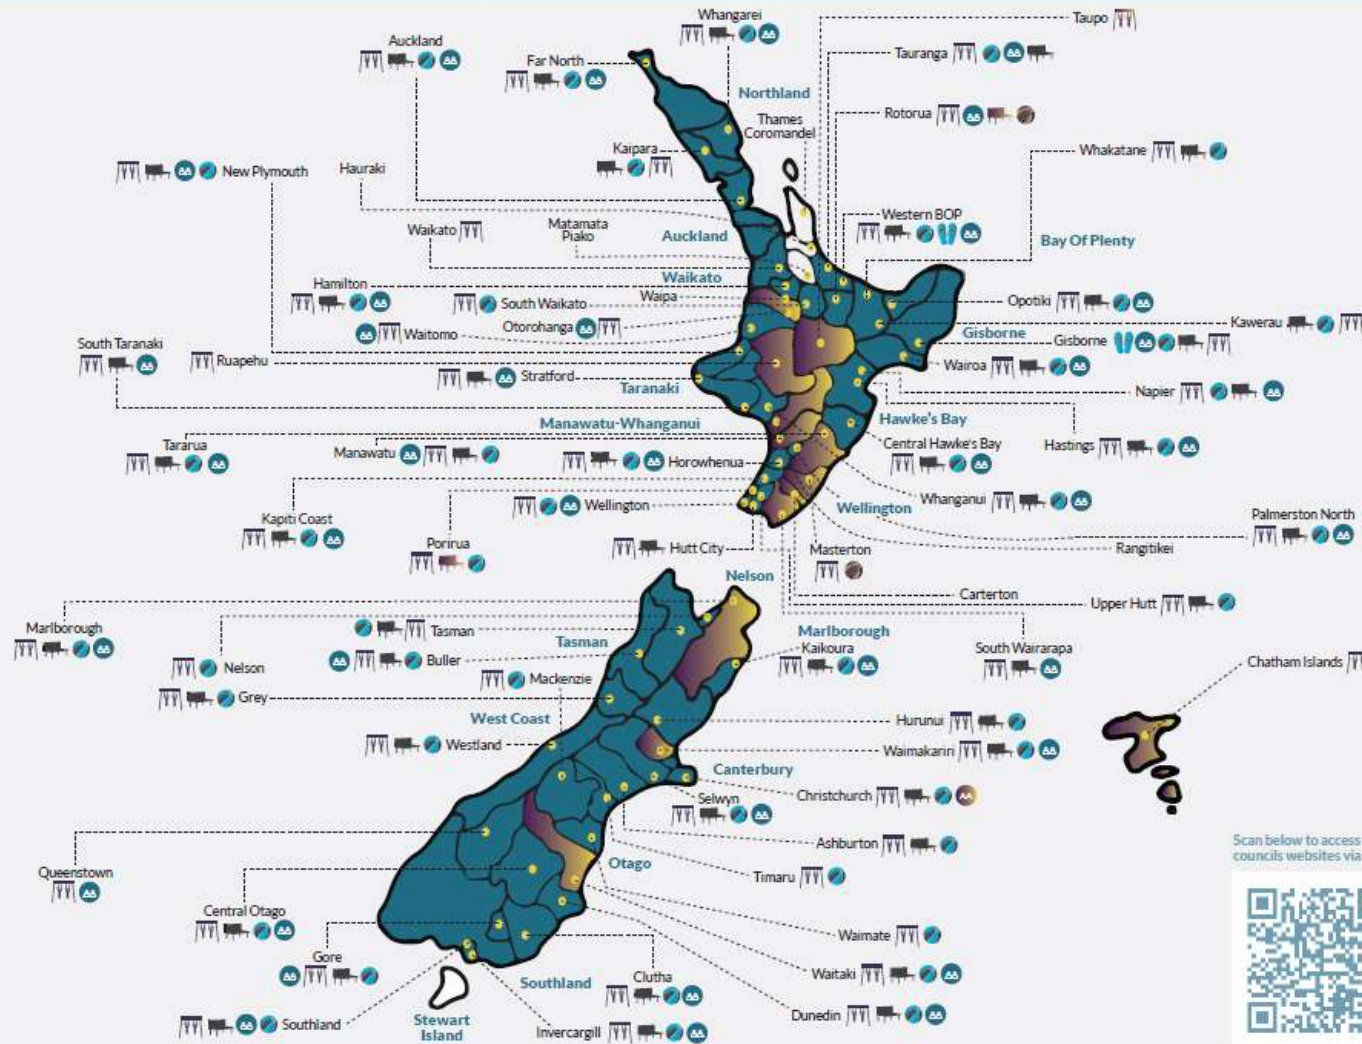 Whangarei
Taupo
Auckland
Far North
Tauranga
Northland
Thames
Coromandel
Rotorua
Kaipara
Whakatane
New Plymouth
Hauraki
Waikato
Matamata
Piako
Auckland
Western BOP
Bay Of Plenty
Hamilton
Waikato
South Waikato
Waipa
Opotiki
Waitomo
Otorohanga
Gisborne
Kawerau
South Taranaki
Ruapehu
Gisborne
Stratford
Wairoa
Taranaki
Napier
Manawatu-Whanganui
Hawke's Bay
Tararua
Manawatu
Horowhenua
Central Hawke's Bay
Hastings
Whanganui
Kapiti Coast
Wellington
Wellington
Palmerston North
Porirua
Hutt City
Masterton
Rangitikei
Nelson
Carterton
Upper Hutt
Marlborough
Tasman
Tasman
Marlborough
Kaikoura
South Wairarapa
Nelson
Buller
Mackenzie
Chatham Islands
Grey
West Coast
Hurunui
Westland
Waimakariri
Canterbury
Selwyn
Christchurch
Ashburton
Scan below to access
councils websites via
Queenstown
Otago
Timaru
Central Otago
Waimate
Gore
Southland
Clutha
Waitaki
Southland
Stewart
Island
Invercargill
Dunedin